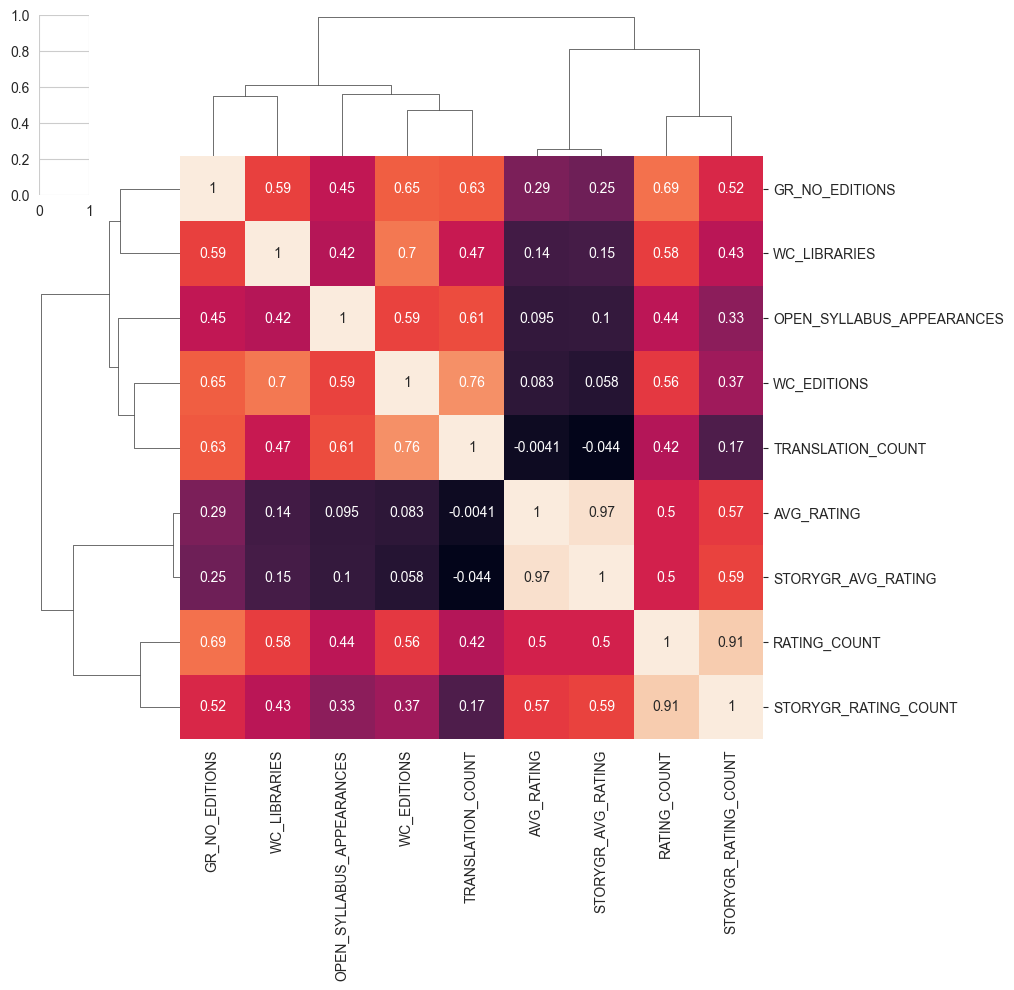 1.0
0.8
0.6
0.4
0.2
0.0
0 1
1 0.59 0.45 0.65 0.63 0.29 0.25 0.69 0.52 GR_NO_EDITIONS
0.59 1 0.42 0.7 0.47 0.14 0.15 0.58 0.43 WC_LIBRARIES
0.45 0.42 1 0.59 0.61 0.095 0.1 0.44 0.33 OPEN_SYLLABUS_APPEARANCES
0.65 0.7 0.59 1 0.76 0.083 0.058 0.56 0.37 WC_EDITIONS
0.63 0.47 0.61 0.76 1 -0.0041 -0.044 0.42 0.17 TRANSLATION_COUNT
0.29 0.14 0.095 0.083 -0.0041 1 0.97 0.5 0.57 AVG_RATING
0.25 0.15 0.1 0.058 -0.044 0.97 1 0.5 0.59 STORYGR_AVG_RATING
0.69 0.58 0.44 0.56 0.42 0.5 0.5 1 0.91 RATING_COUNT
0.52 0.43 0.33 0.37 0.17 0.57 0.59 0.91 1 STORYGR_RATING_COUNT
GR_NO_EDITIONS
WC_LIBRARIES
OPEN_SYLLABUS_APPEARANCES
WC_EDITIONS
TRANSLATION_COUNT
AVG_RATING
STORYGR_AVG_RATING
RATING_COUNT
STORYGR_RATING_COUNT